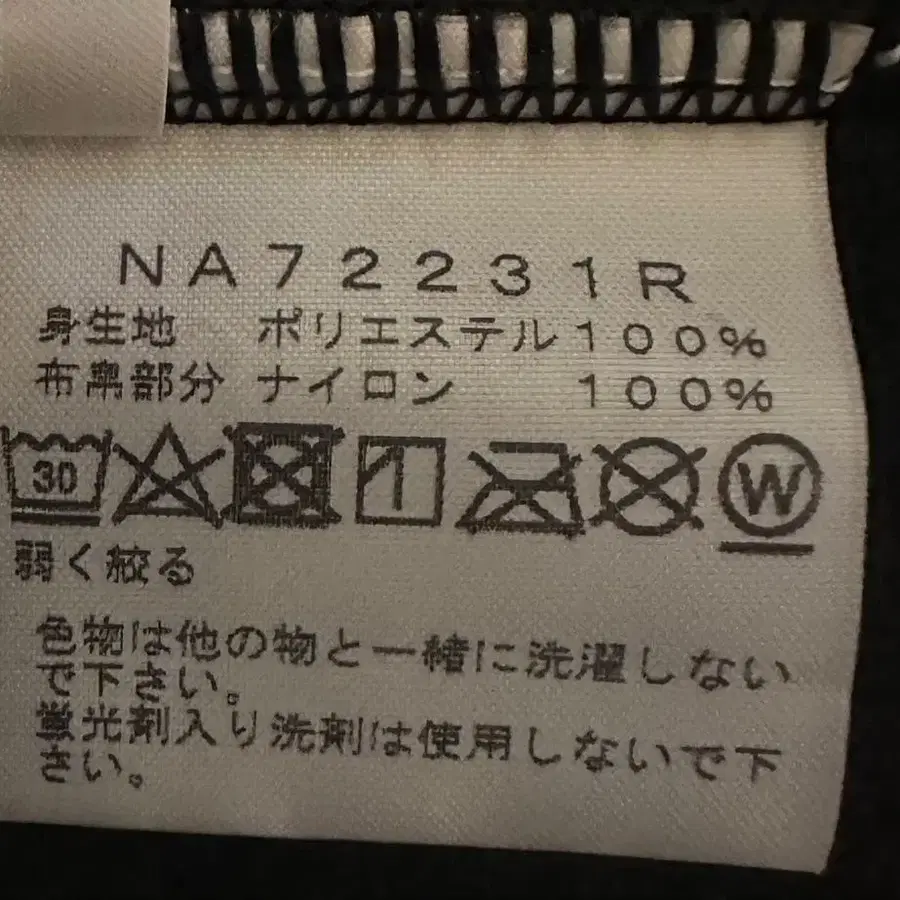 NA72231R
身生地 ポリエステル100%
布帛部分 ナイロン 100%
30 W
弱く絞る
色物は他の物と一緒に洗濯しない
で下さい。
蛍光剤入り洗剤は使用しないで下
さい。